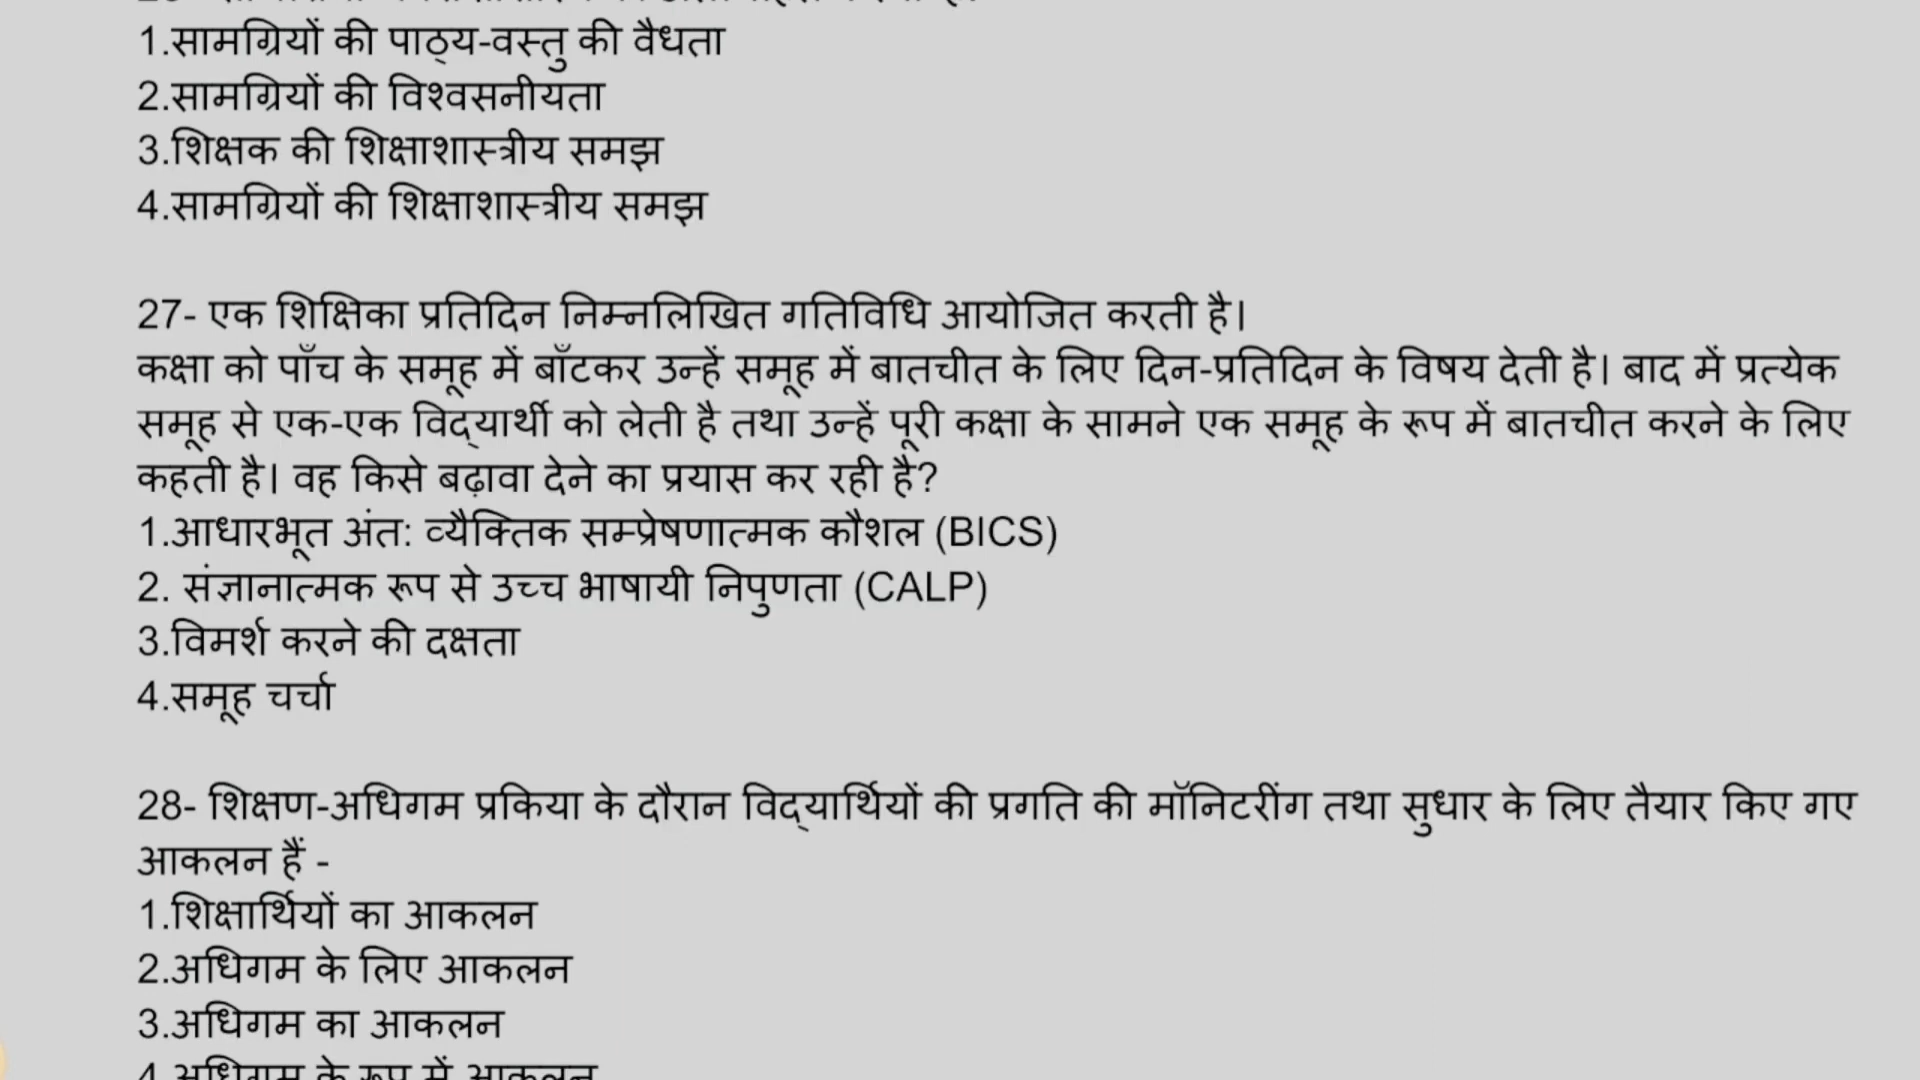 1.सामग्रियों की पाठ्य-वस्तु की वैधता
2.सामग्रियों की विश्वसनीयता
3.शिक्षक की शिक्षाशास्त्रीय समझ
4.सामग्रियों की शिक्षाशास्त्रीय समझ
27- एक शिक्षिका प्रतिदिन निम्नलिखित गतिविधि आयोजित करती है।
कक्षा को पाँच के समूह में बाँटकर उन्हें समूह में बातचीत के लिए दिन-प्रतिदिन के विषय देती है। बाद में प्रत्येक
समूह से एक-एक विद्यार्थी को लेती है तथा उन्हें पूरी कक्षा के सामने एक समूह के रूप में बातचीत करने के लिए
कहती है। वह किसे बढ़ावा देने का प्रयास कर रही है?
1.आधारभूत अंत: व्यैक्तिक सम्प्रेषणात्मक कौशल (BICS)
2. संज्ञानात्मक रूप से उच्च भाषायी निपुणता (CALP)
3.विमर्श करने की दक्षता
4.समूह चर्चा
28- शिक्षण-अधिगम प्रकिया के दौरान विद्यार्थियों की प्रगति की मॉनिटरींग तथा सुधार के लिए तैयार किए गए
आकलन हैं -
1.शिक्षार्थियों का आकलन
2.अधिगम के लिए आकलन
3.अधिगम का आकलन
4.अधिगम के रूप में आकलन